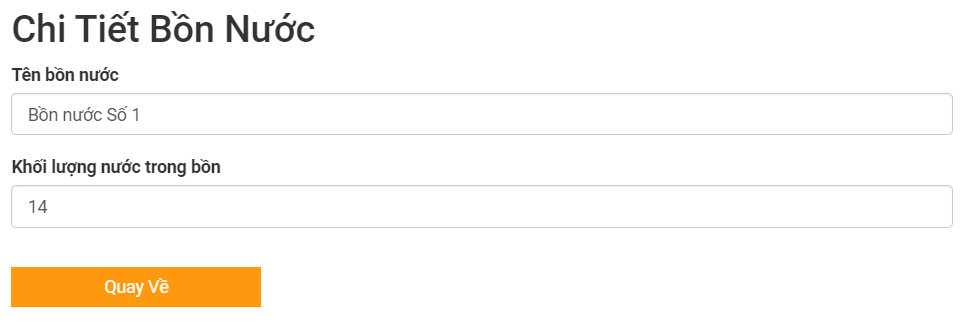 Chi Tiết Bồn Nước
Tên bồn nước
Bồn nước Số 1
Khối lượng nước trong bồn
14
Quay Về